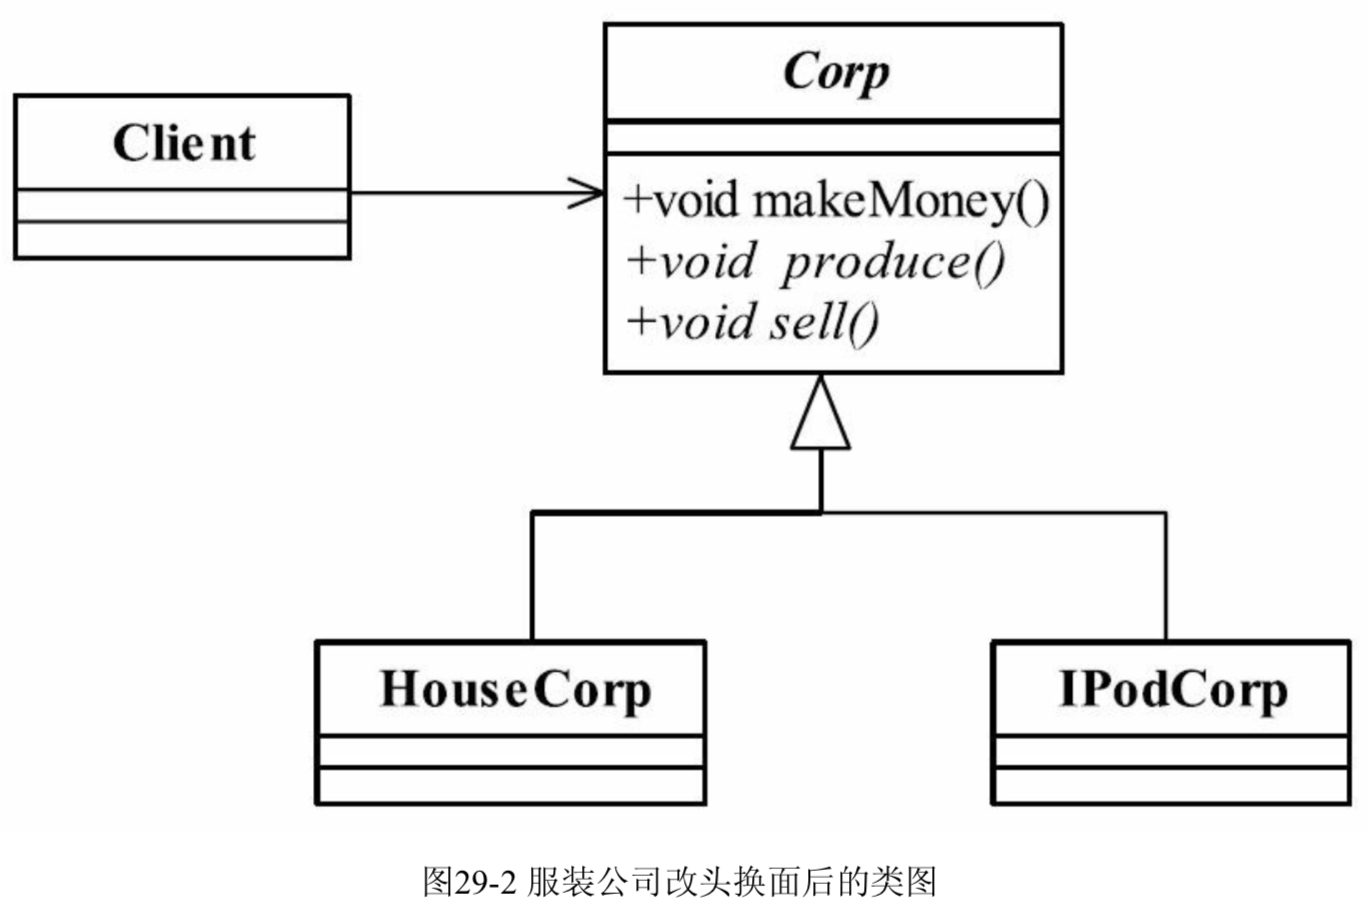 Corp
Client
+void makeMoney()
+void produce()
+void sell()
HouseCorp
IPodCorp
图29-2 服装公司改头换面后的类图